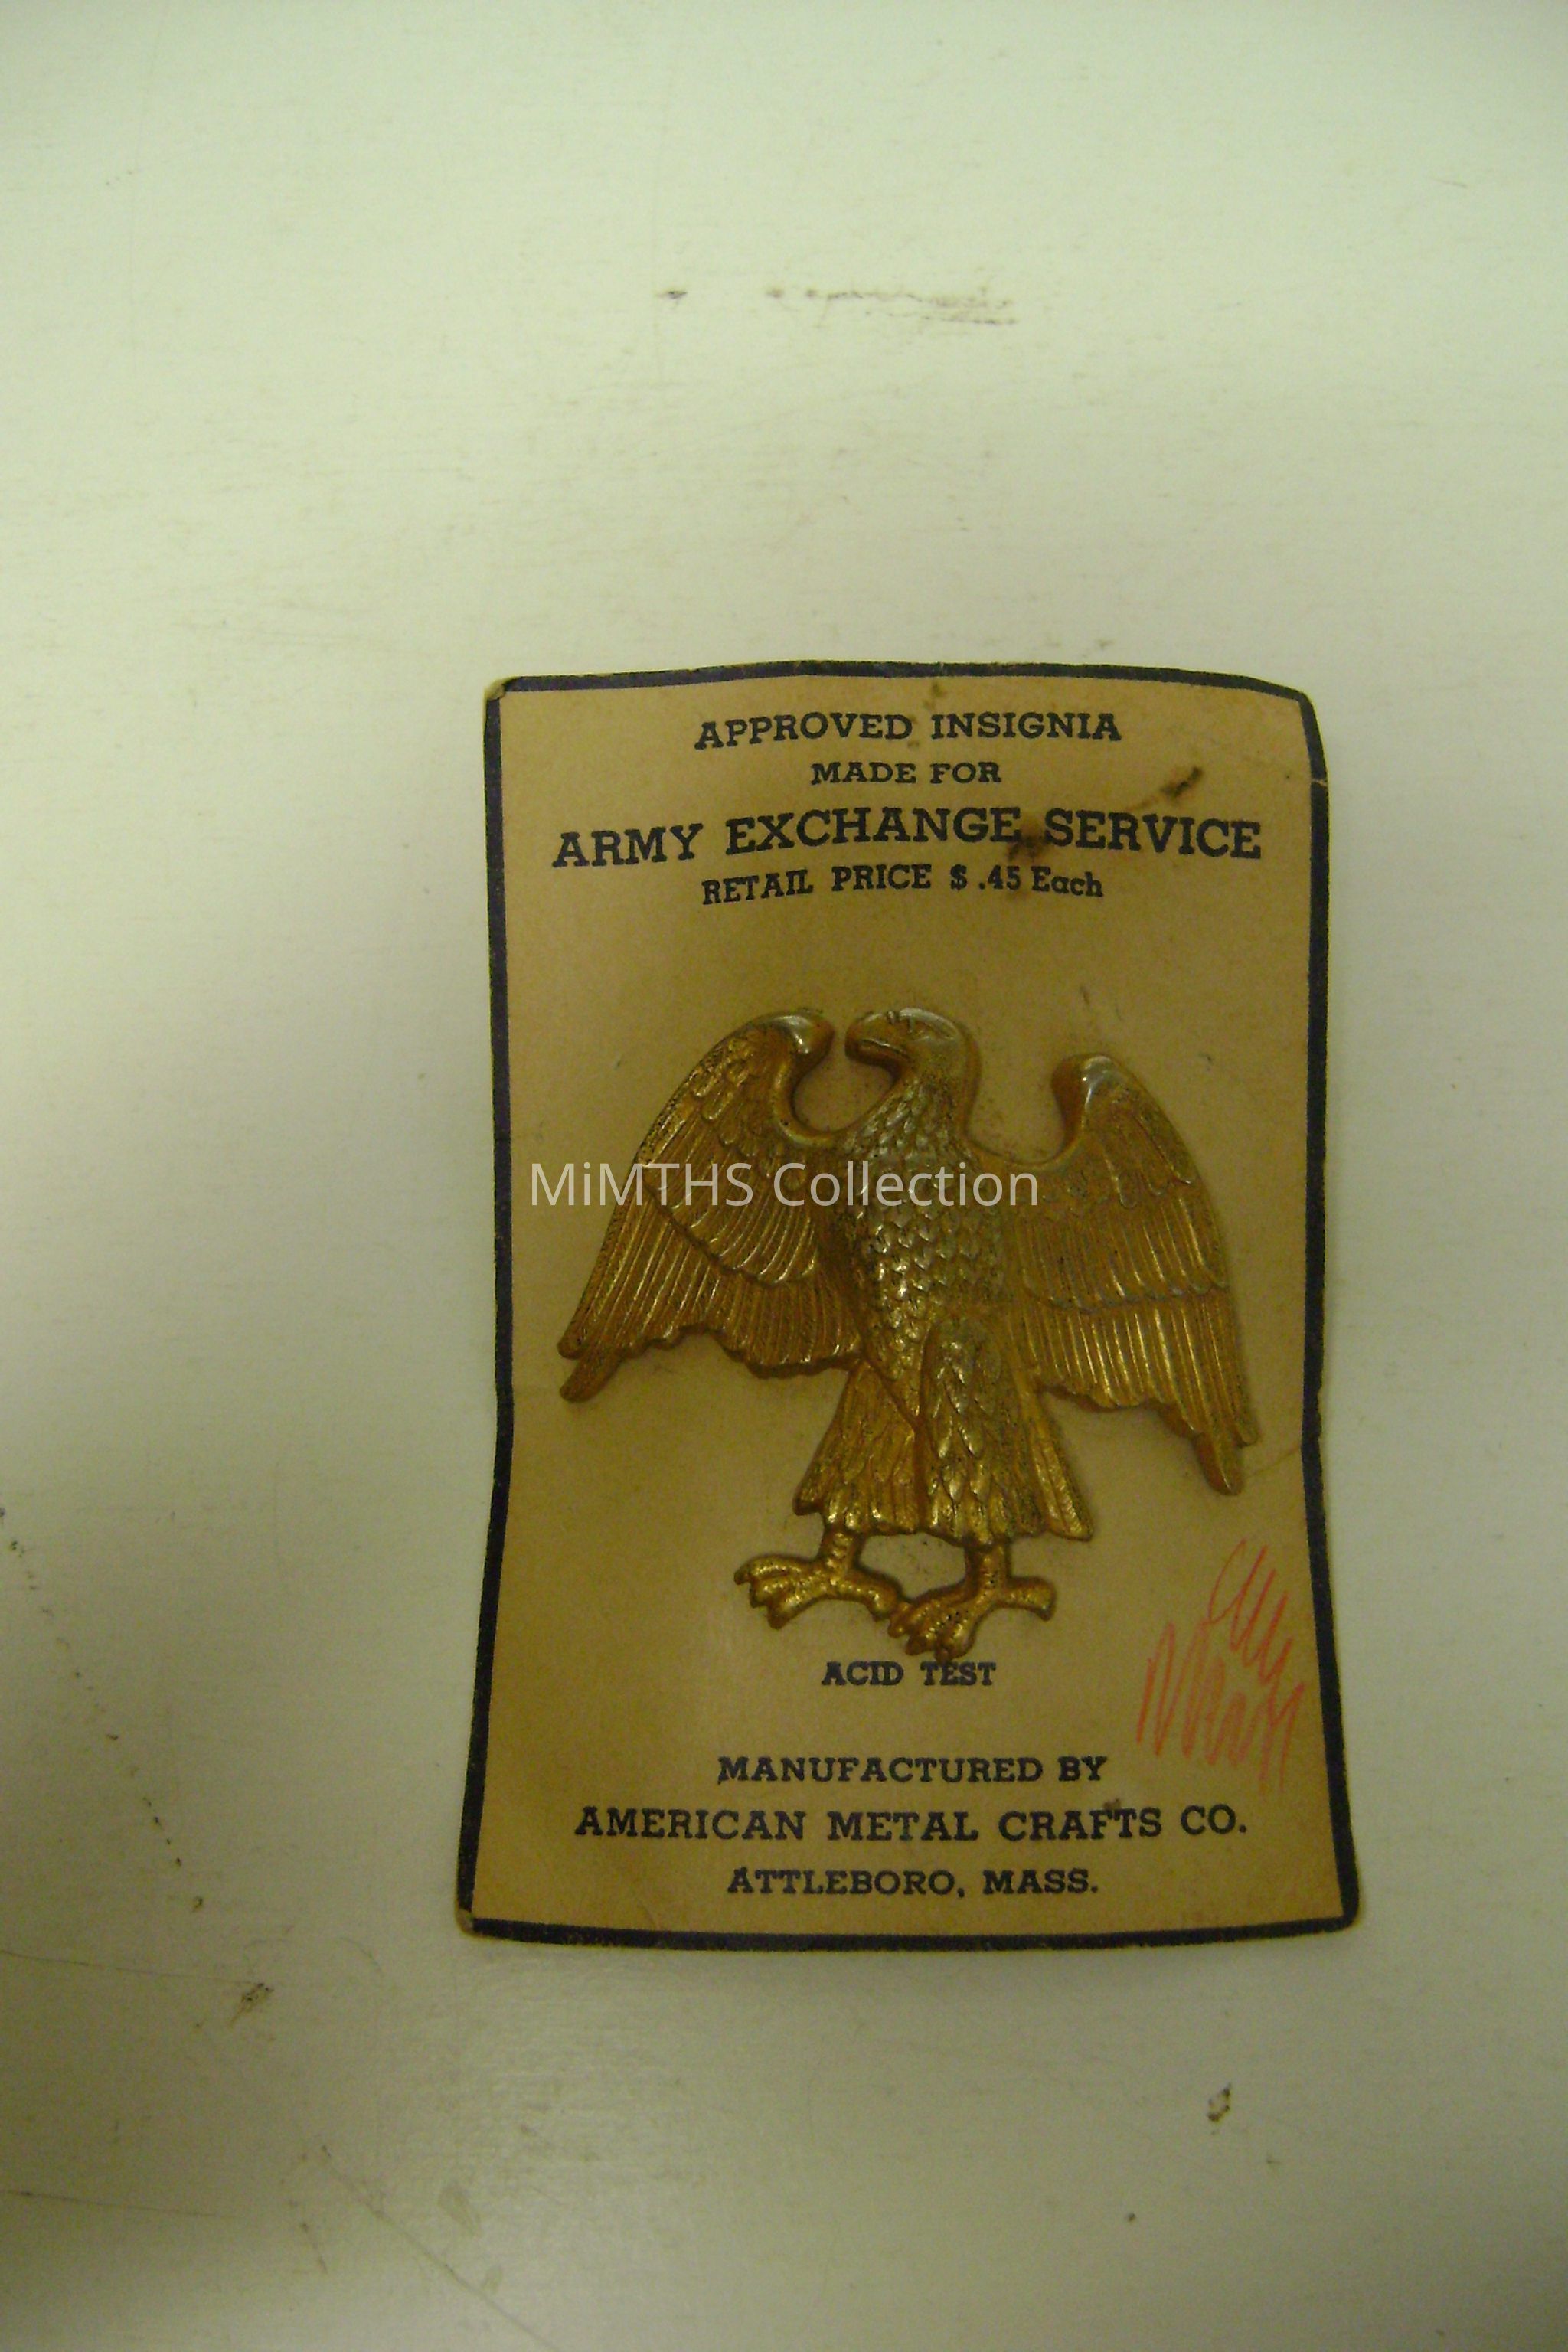 APPROVED INSIGNIA
MADE FOR
ARMY EXCHANGE SERVICE
RETAIL PRICE $ .45 Each
MiMTHS Collection
ACID TEST
MANUFACTURED BY
AMERICAN METAL CRAFTS CO.
ATTLEBORO, MASS.